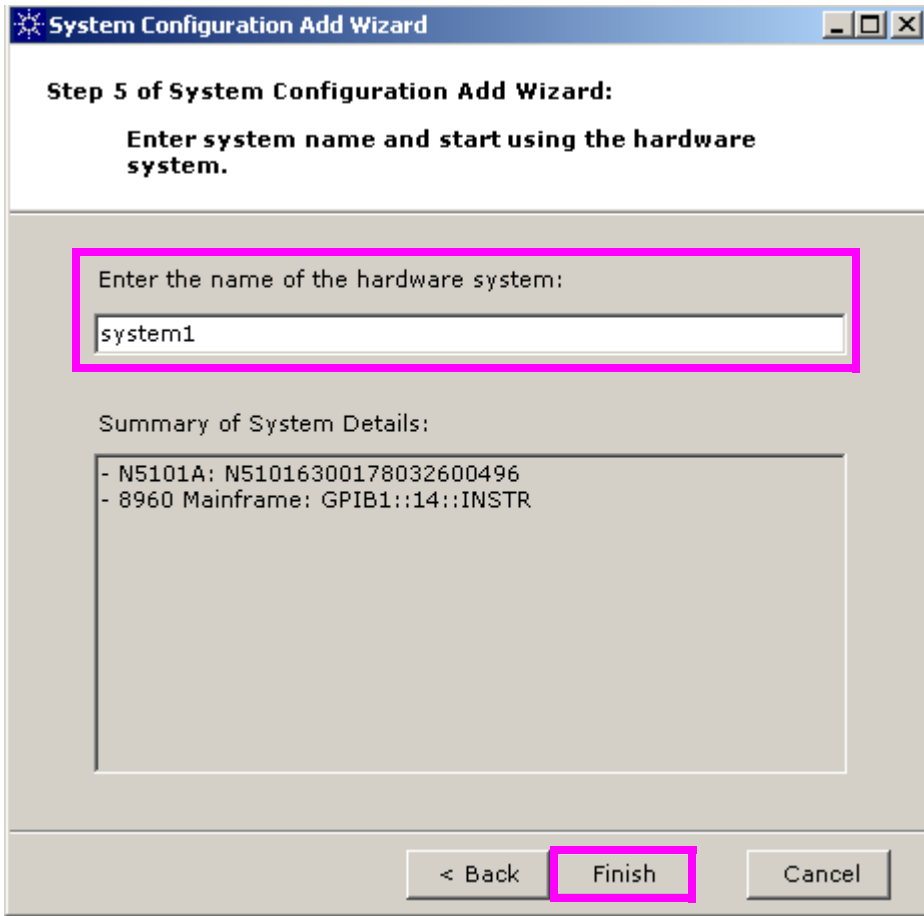 System Configuration Add Wizard
Step 5 of System Configuration Add Wizard:
Enter system name and start using the hardware
system.
Enter the name of the hardware system:
system1
Summary of System Details:
- N5101A: N51016300178032600496
- 8960 Mainframe: GPIB1::14::INSTR
< Back
Finish
Cancel